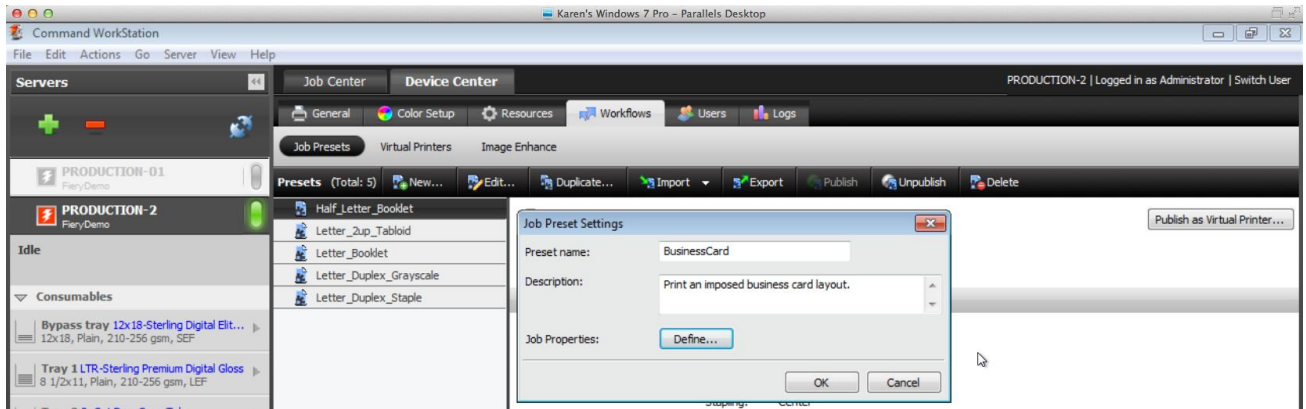 Karen's Windows 7 Pro – Parallels Desktop
Command WorkStation
File Edit Actions Go Server View Help
Servers
Job Center Device Center
PRODUCTION-2 | Logged in as Administrator | Switch User
General Color Setup Resources Workflows Users Logs
Job Presets Virtual Printers Image Enhance
PRODUCTION-01
FieryDemo
Presets (Total: 5) New... Edit... Duplicate... Import Export Publish Unpublish Delete
PRODUCTION-2
FieryDemo
Idle
Half_Letter_Booklet
Letter_2up_Tabloid
Letter_Booklet
Letter_Duplex_Grayscale
Letter_Duplex_Staple
Publish as Virtual Printer...
Job Preset Settings
Preset name: BusinessCard
Description: Print an imposed business card layout.
Job Properties: Define...
OK Cancel
Consumables
Bypass tray 12x18-Sterling Digital Elit...
12x18, Plain, 210-256 gsm, SEF
Tray 1 LTR-Sterling Premium Digital Gloss
8 1/2x11, Plain, 210-256 gsm, LEF